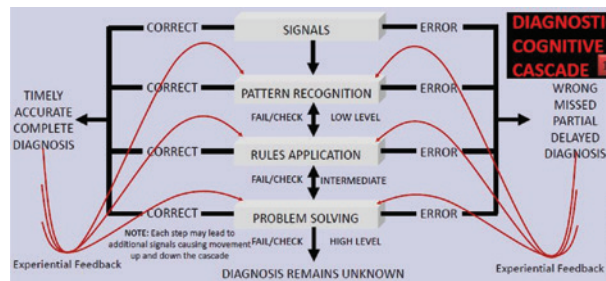 CORRECT
SIGNALS
ERROR
DIAGNOSTI
COGNITIVE
CASCADE
CORRECT
PATTERN RECOGNITION
ERROR
FAIL/CHECK
LOW LEVEL
TIMELY
ACCURATE
COMPLETE
DIAGNOSIS
WRONG
MISSED
PARTIAL
DELAYED
DIAGNOSIS
CORRECT
RULES APPLICATION
ERROR
FAIL/CHECK
INTERMEDIATE
CORRECT
PROBLEM SOLVING
ERROR
NOTE: Each step may lead to
additional signals causing movement
up and down the cascade
FAIL/CHECK
HIGH LEVEL
Experiential Feedback
DIAGNOSIS REMAINS UNKNOWN
Experiential Feedback